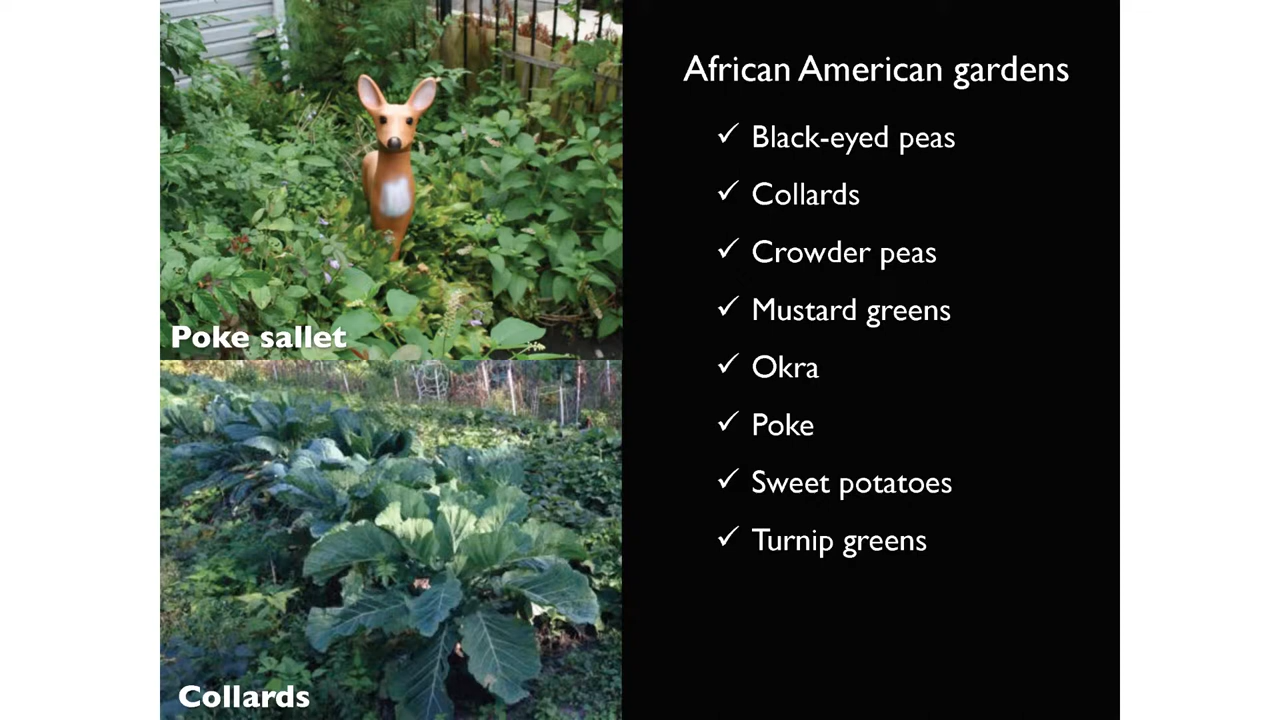 Poke sallet
Collards
African American gardens
✓ Black-eyed peas
✓ Collards
✓ Crowder peas
✓ Mustard greens
✓ Okra
✓ Poke
✓ Sweet potatoes
✓ Turnip greens